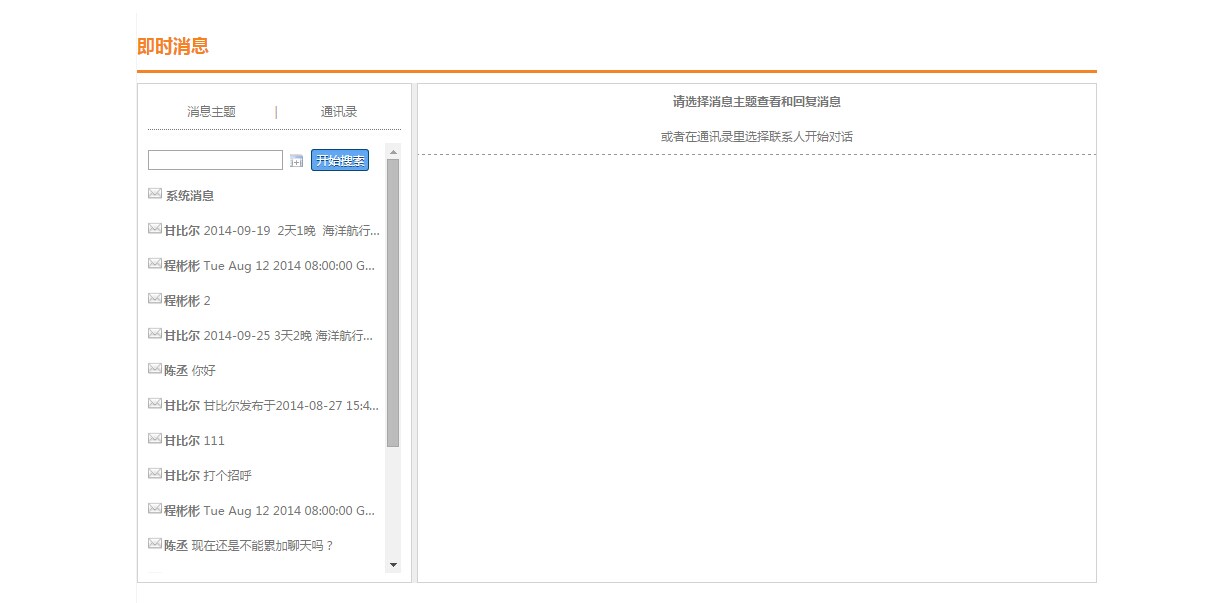 即时消息
消息主题 | 通讯录
开始搜索
系统消息
甘比尔 2014-09-19 2天1晚 海洋航行...
程彬彬 Tue Aug 12 2014 08:00:00 G...
程彬彬 2
甘比尔 2014-09-25 3天2晚 海洋航行...
陈丞 你好
甘比尔 甘比尔发布于2014-08-27 15:4...
甘比尔 111
甘比尔 打个招呼
程彬彬 Tue Aug 12 2014 08:00:00 G...
陈丞 现在还是不能累加聊天吗？
请选择消息主题查看和回复消息
或者在通讯录里选择联系人开始对话